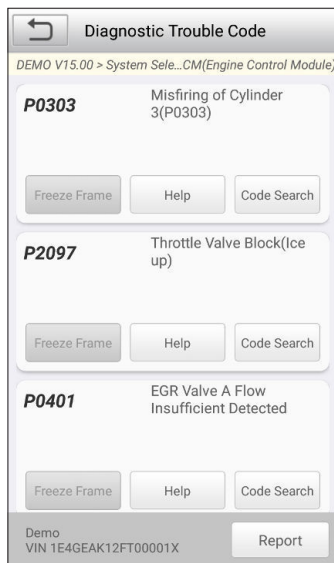 Diagnostic Trouble Code
DEMO V15.00 > System Sele...CM(Engine Control Module)
P0303
Misfiring of Cylinder
3(P0303)
Freeze Frame
Help
Code Search
P2097
Throttle Valve Block(Ice
up)
Freeze Frame
Help
Code Search
P0401
EGR Valve A Flow
Insufficient Detected
Freeze Frame
Help
Code Search
Demo
VIN 1E4GEAK12FT00001X
Report